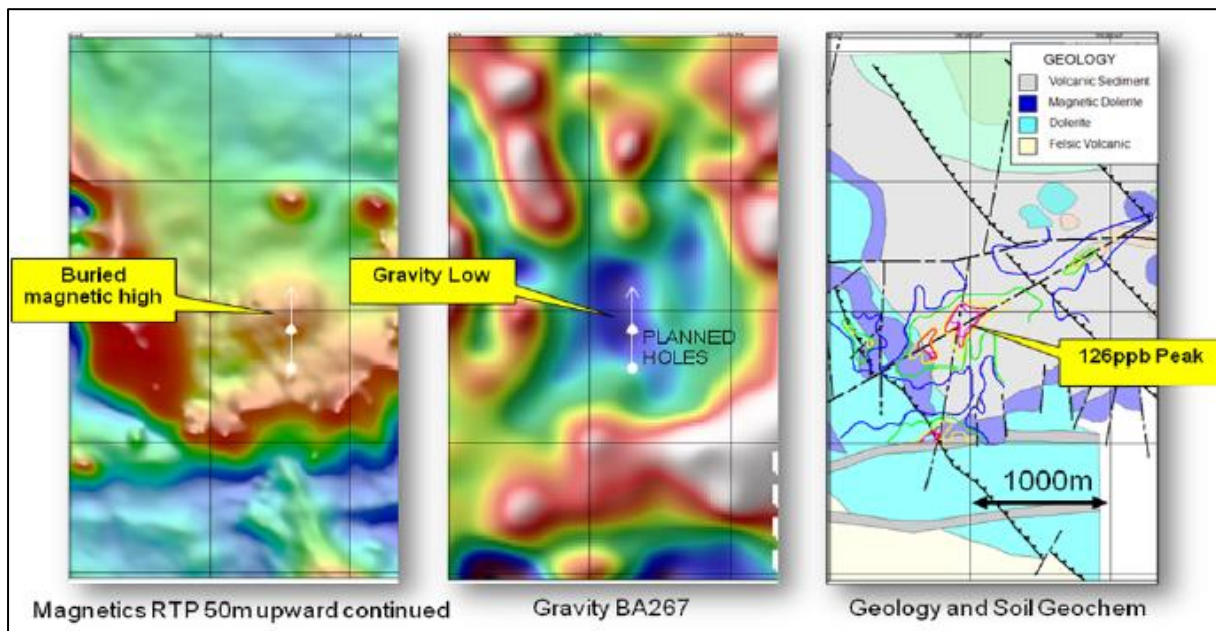 Buried
magnetic high
Gravity Low
PLANNED
HOLES
GEOLOGY
Volcanic Sediment
Magnetic Dolerite
Dolerite
Felsic Volcanic
126ppb Peak
1000m
Magnetics RTP 50m upward continued
Gravity BA267
Geology and Soil Geochem